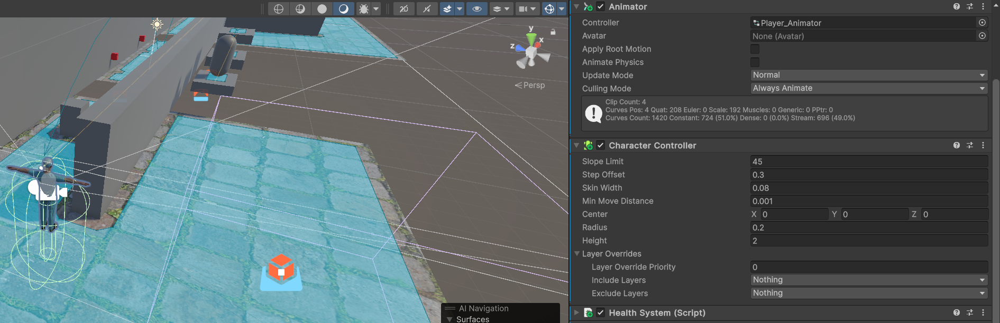 2D
Animator
Controller
Player_Animator
Avatar
None (Avatar)
Apply Root Motion
Animate Physics
Update Mode
Normal
Culling Mode
Always Animate
Clip Count: 4
Curves Pos: 4 Quat: 208 Euler: 0 Scale: 192 Muscles: 0 Generic: 0 PPtr: 0
Curves Count: 1420 Constant: 724 (51.0%) Dense: 0 (0.0%) Stream: 696 (49.0%)
Character Controller
Slope Limit
45
Step Offset
0.3
Skin Width
0.08
Min Move Distance
0.001
Center
X 0 Y 0 Z 0
Radius
0.2
Height
2
Layer Overrides
Layer Override Priority
0
Include Layers
Nothing
Exclude Layers
Nothing
Health System (Script)
y
x
z
Persp
AI Navigation
Surfaces